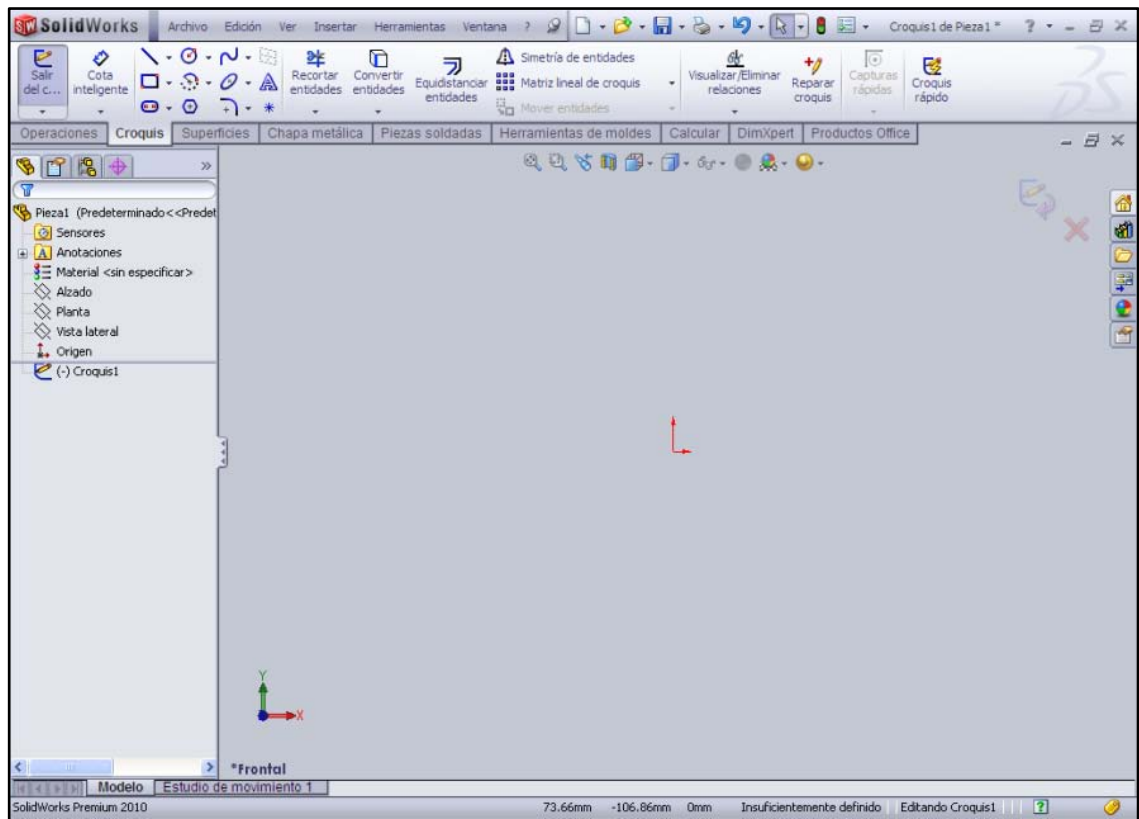 SolidWorks Archivo Edición Ver Insertar Herramientas Ventana ? Croquis1 de Pieza1 * ?
Salir del c...
Cota inteligente
Recortar entidades
Convertir entidades
Equidistanciar entidades
Simetría de entidades
Matriz lineal de croquis
Mover entidades
Visualizar/Eliminar relaciones
Reparar croquis
Capturas rápidas
Croquis rápido
Operaciones Croquis Superficies Chapa metálica Piezas soldadas Herramientas de moldes Calcular DimXpert Productos Office
Pieza1 (Predeterminado<<Predet
Sensores
Anotaciones
Material <sin especificar>
Alzado
Planta
Vista lateral
Origen
(-) Croquis1
Y
X
*Frontal
Modelo Estudio de movimiento 1
SolidWorks Premium 2010 73.66mm -106.86mm 0mm Insuficientemente definido Editando Croquis1 ?